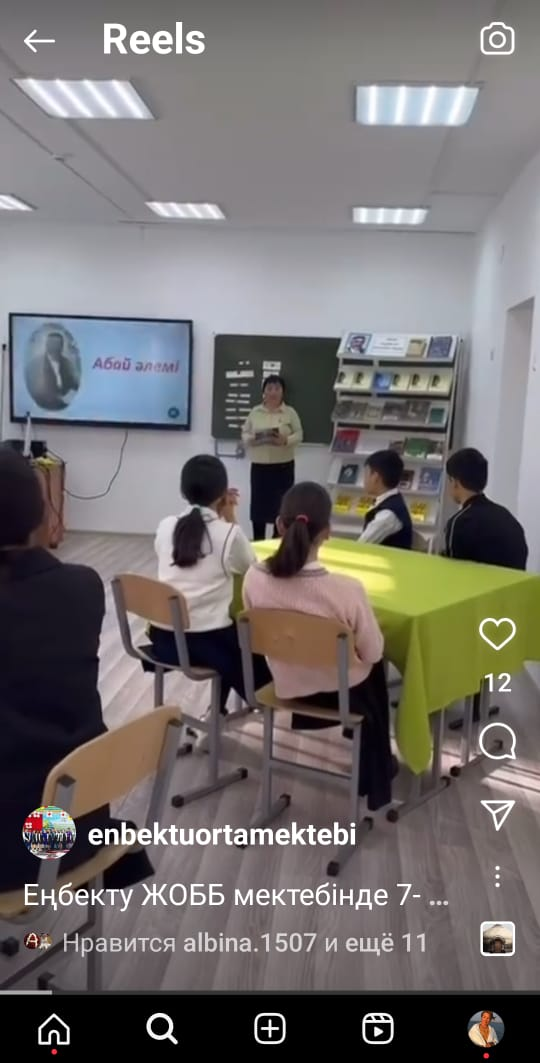 Reels
Абай әлемі
12
enbektuortamektebi
Еңбекту ЖОББ мектебінде 7- ...
Нравится albina.1507 и ещё 11